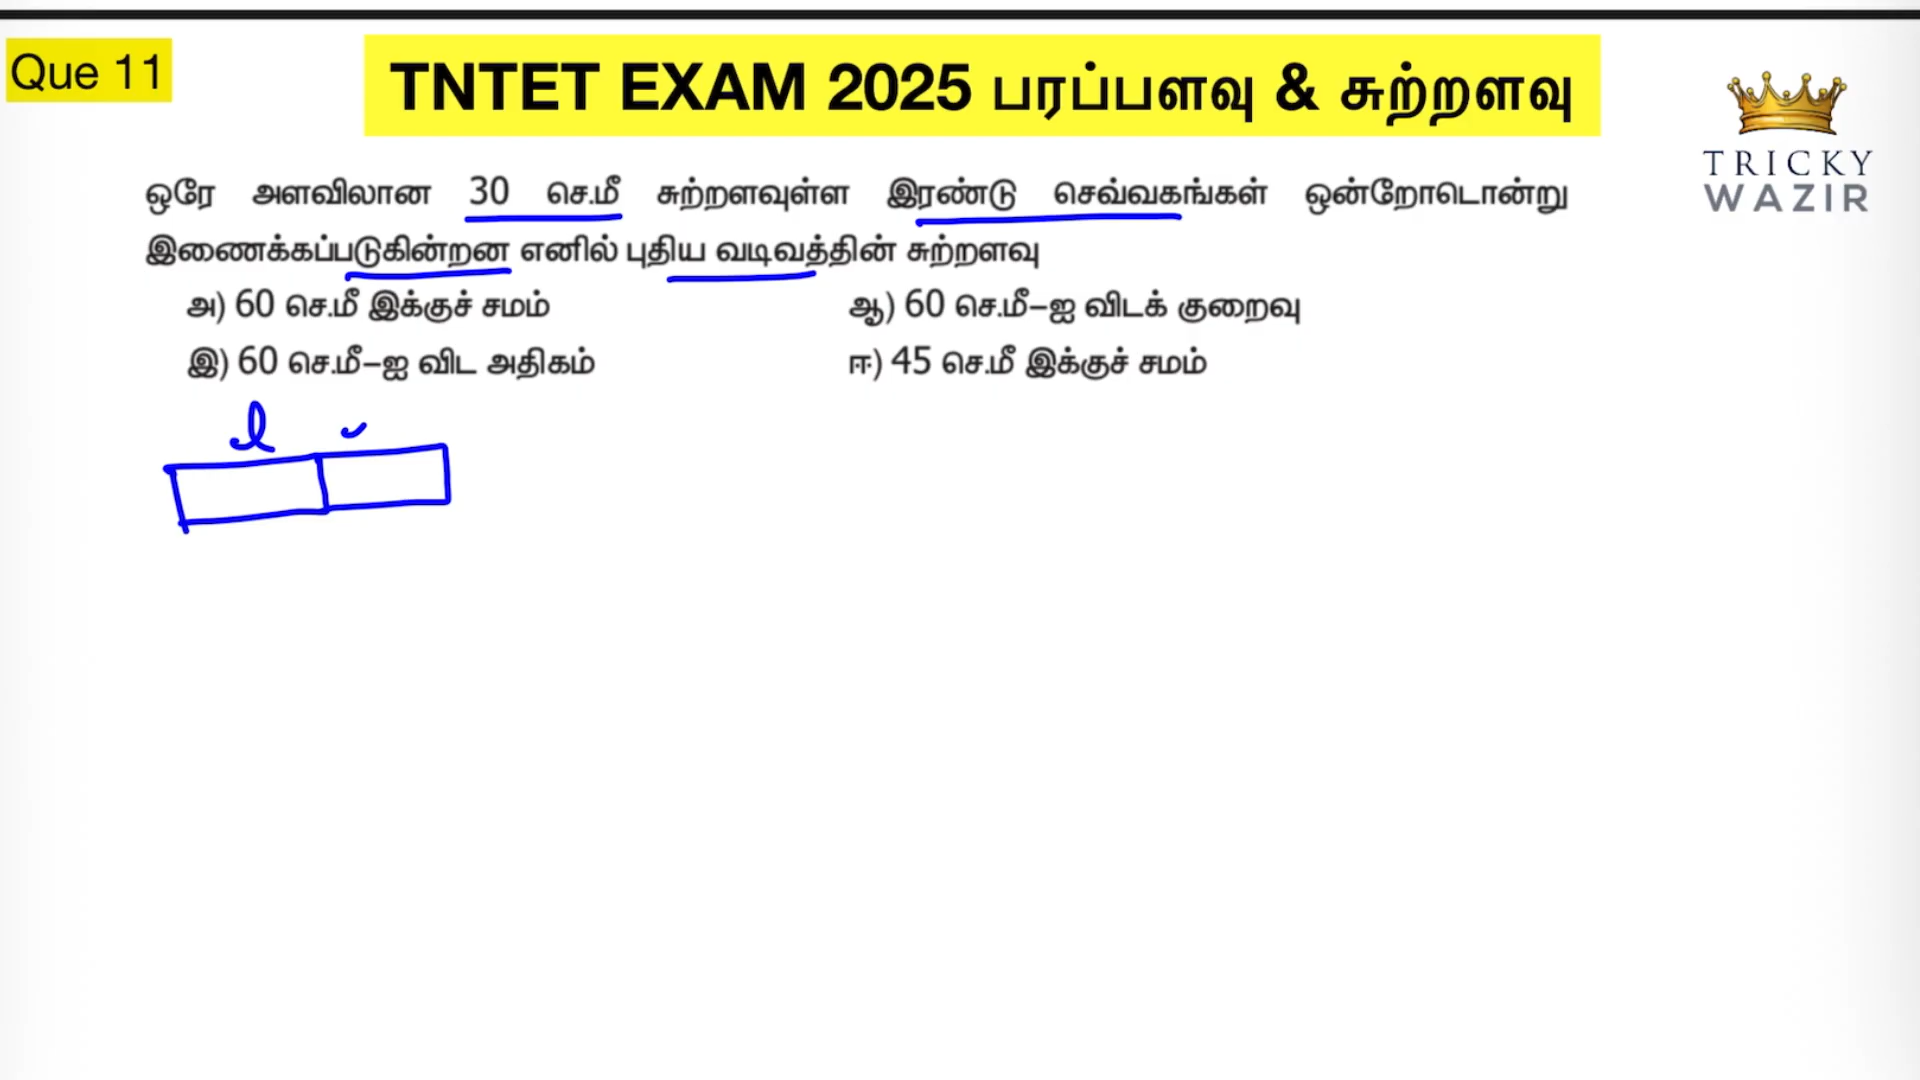 Que 11
TNTET EXAM 2025 பரப்பளவு & சுற்றளவு
TRICKY
WAZIR
ஒரே அளவிலான 30 செ.மீ சுற்றளவுள்ள இரண்டு செவ்வகங்கள் ஒன்றோடொன்று
இணைக்கப்படுகின்றன எனில் புதிய வடிவத்தின் சுற்றளவு
அ) 60 செ.மீ இக்குச் சமம் ஆ) 60 செ.மீ–ஐ விடக் குறைவு
இ) 60 செ.மீ–ஐ விட அதிகம் ஈ) 45 செ.மீ இக்குச் சமம்
l